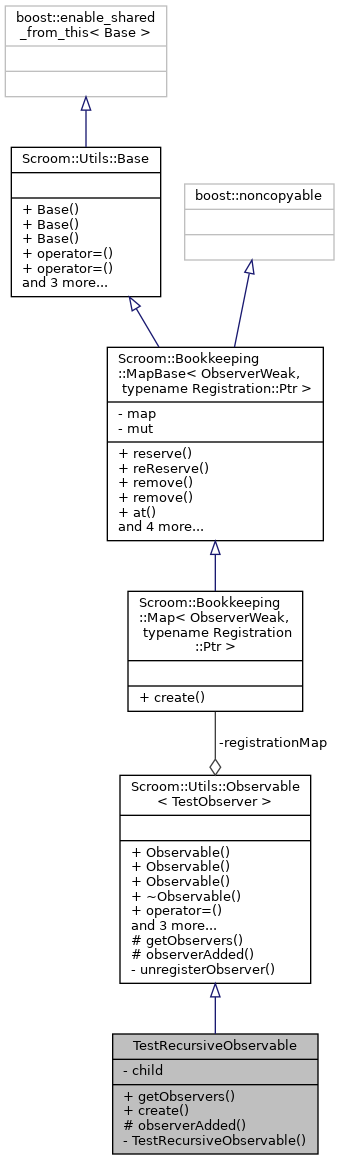 boost::enable_shared
_from_this< Base >
Scroom::Utils::Base
+ Base()
+ Base()
+ Base()
+ operator=()
+ operator=()
and 3 more...
boost::noncopyable
Scroom::Bookkeeping
::MapBase< ObserverWeak,
typename Registration::Ptr >
- map
- mut
+ reserve()
+ reReserve()
+ remove()
+ remove()
+ at()
and 4 more...
Scroom::Bookkeeping
::Map< ObserverWeak,
typename Registration
::Ptr >
+ create()
-registrationMap
Scroom::Utils::Observable
< TestObserver >
+ Observable()
+ Observable()
+ Observable()
+ ~Observable()
+ operator=()
and 3 more...
# getObservers()
# observerAdded()
- unregisterObserver()
TestRecursiveObservable
- child
+ getObservers()
+ create()
# observerAdded()
- TestRecursiveObservable()